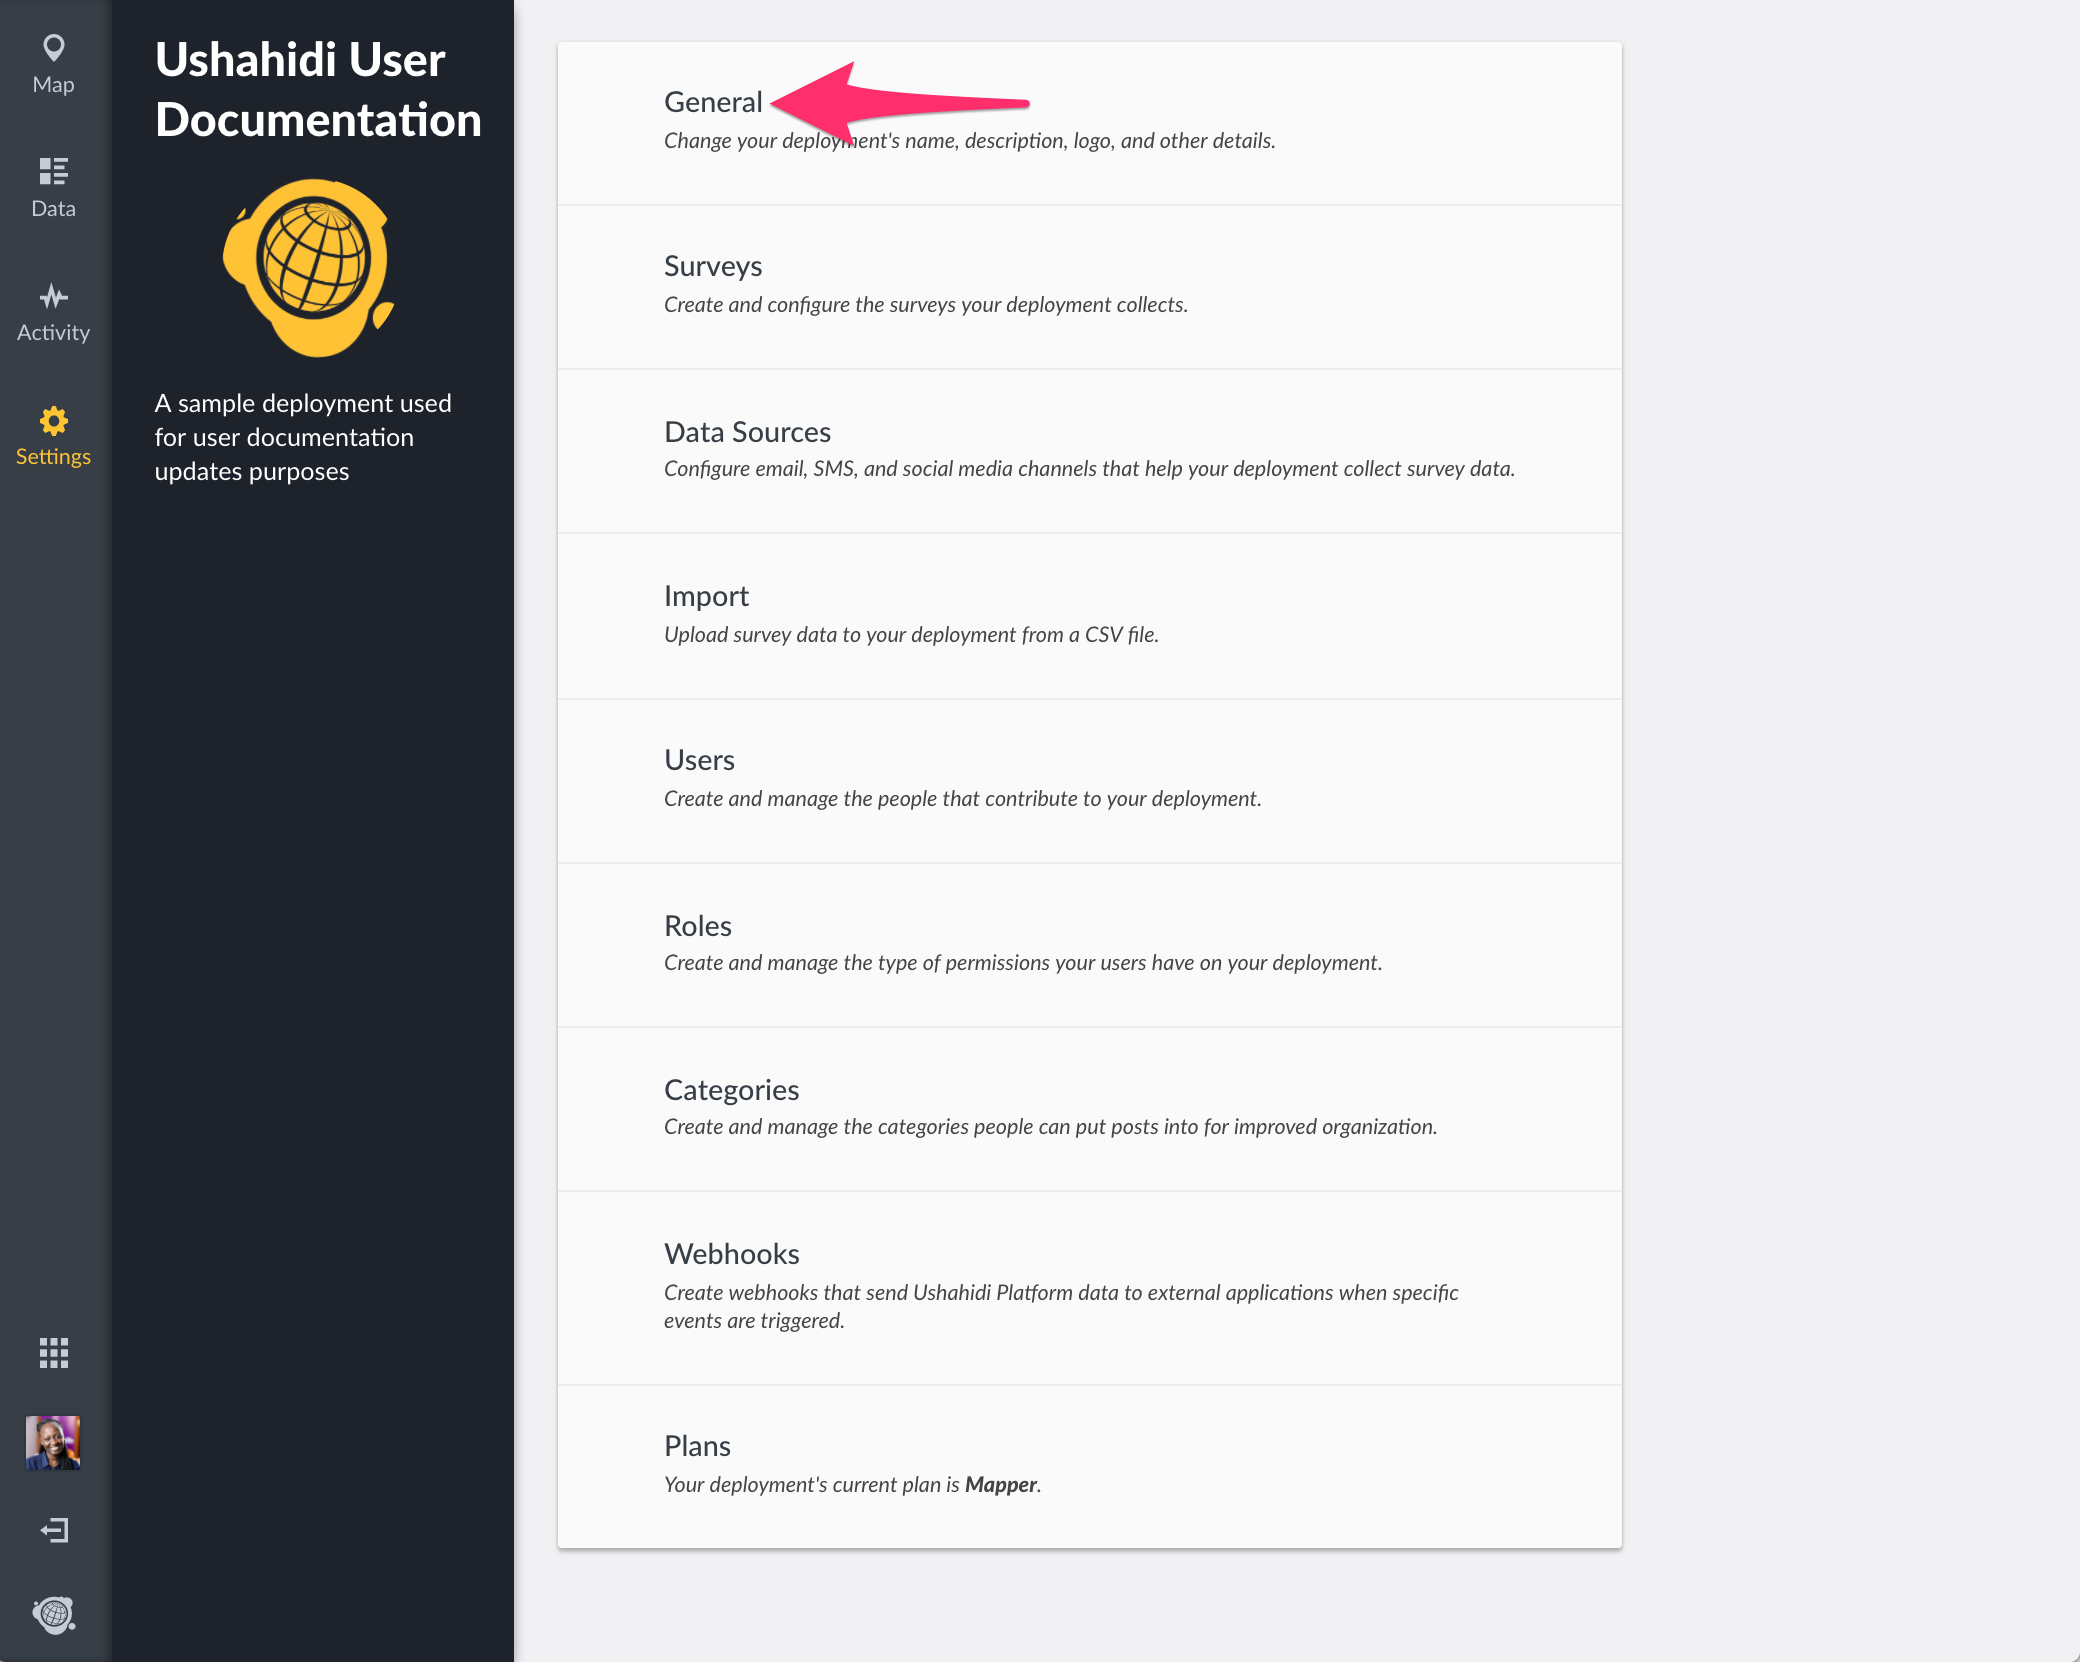 Map
Data
Activity
Settings
Ushahidi User
Documentation
A sample deployment used
for user documentation
updates purposes
General
Change your deployment's name, description, logo, and other details.
Surveys
Create and configure the surveys your deployment collects.
Data Sources
Configure email, SMS, and social media channels that help your deployment collect survey data.
Import
Upload survey data to your deployment from a CSV file.
Users
Create and manage the people that contribute to your deployment.
Roles
Create and manage the type of permissions your users have on your deployment.
Categories
Create and manage the categories people can put posts into for improved organization.
Webhooks
Create webhooks that send Ushahidi Platform data to external applications when specific
events are triggered.
Plans
Your deployment's current plan is Mapper.